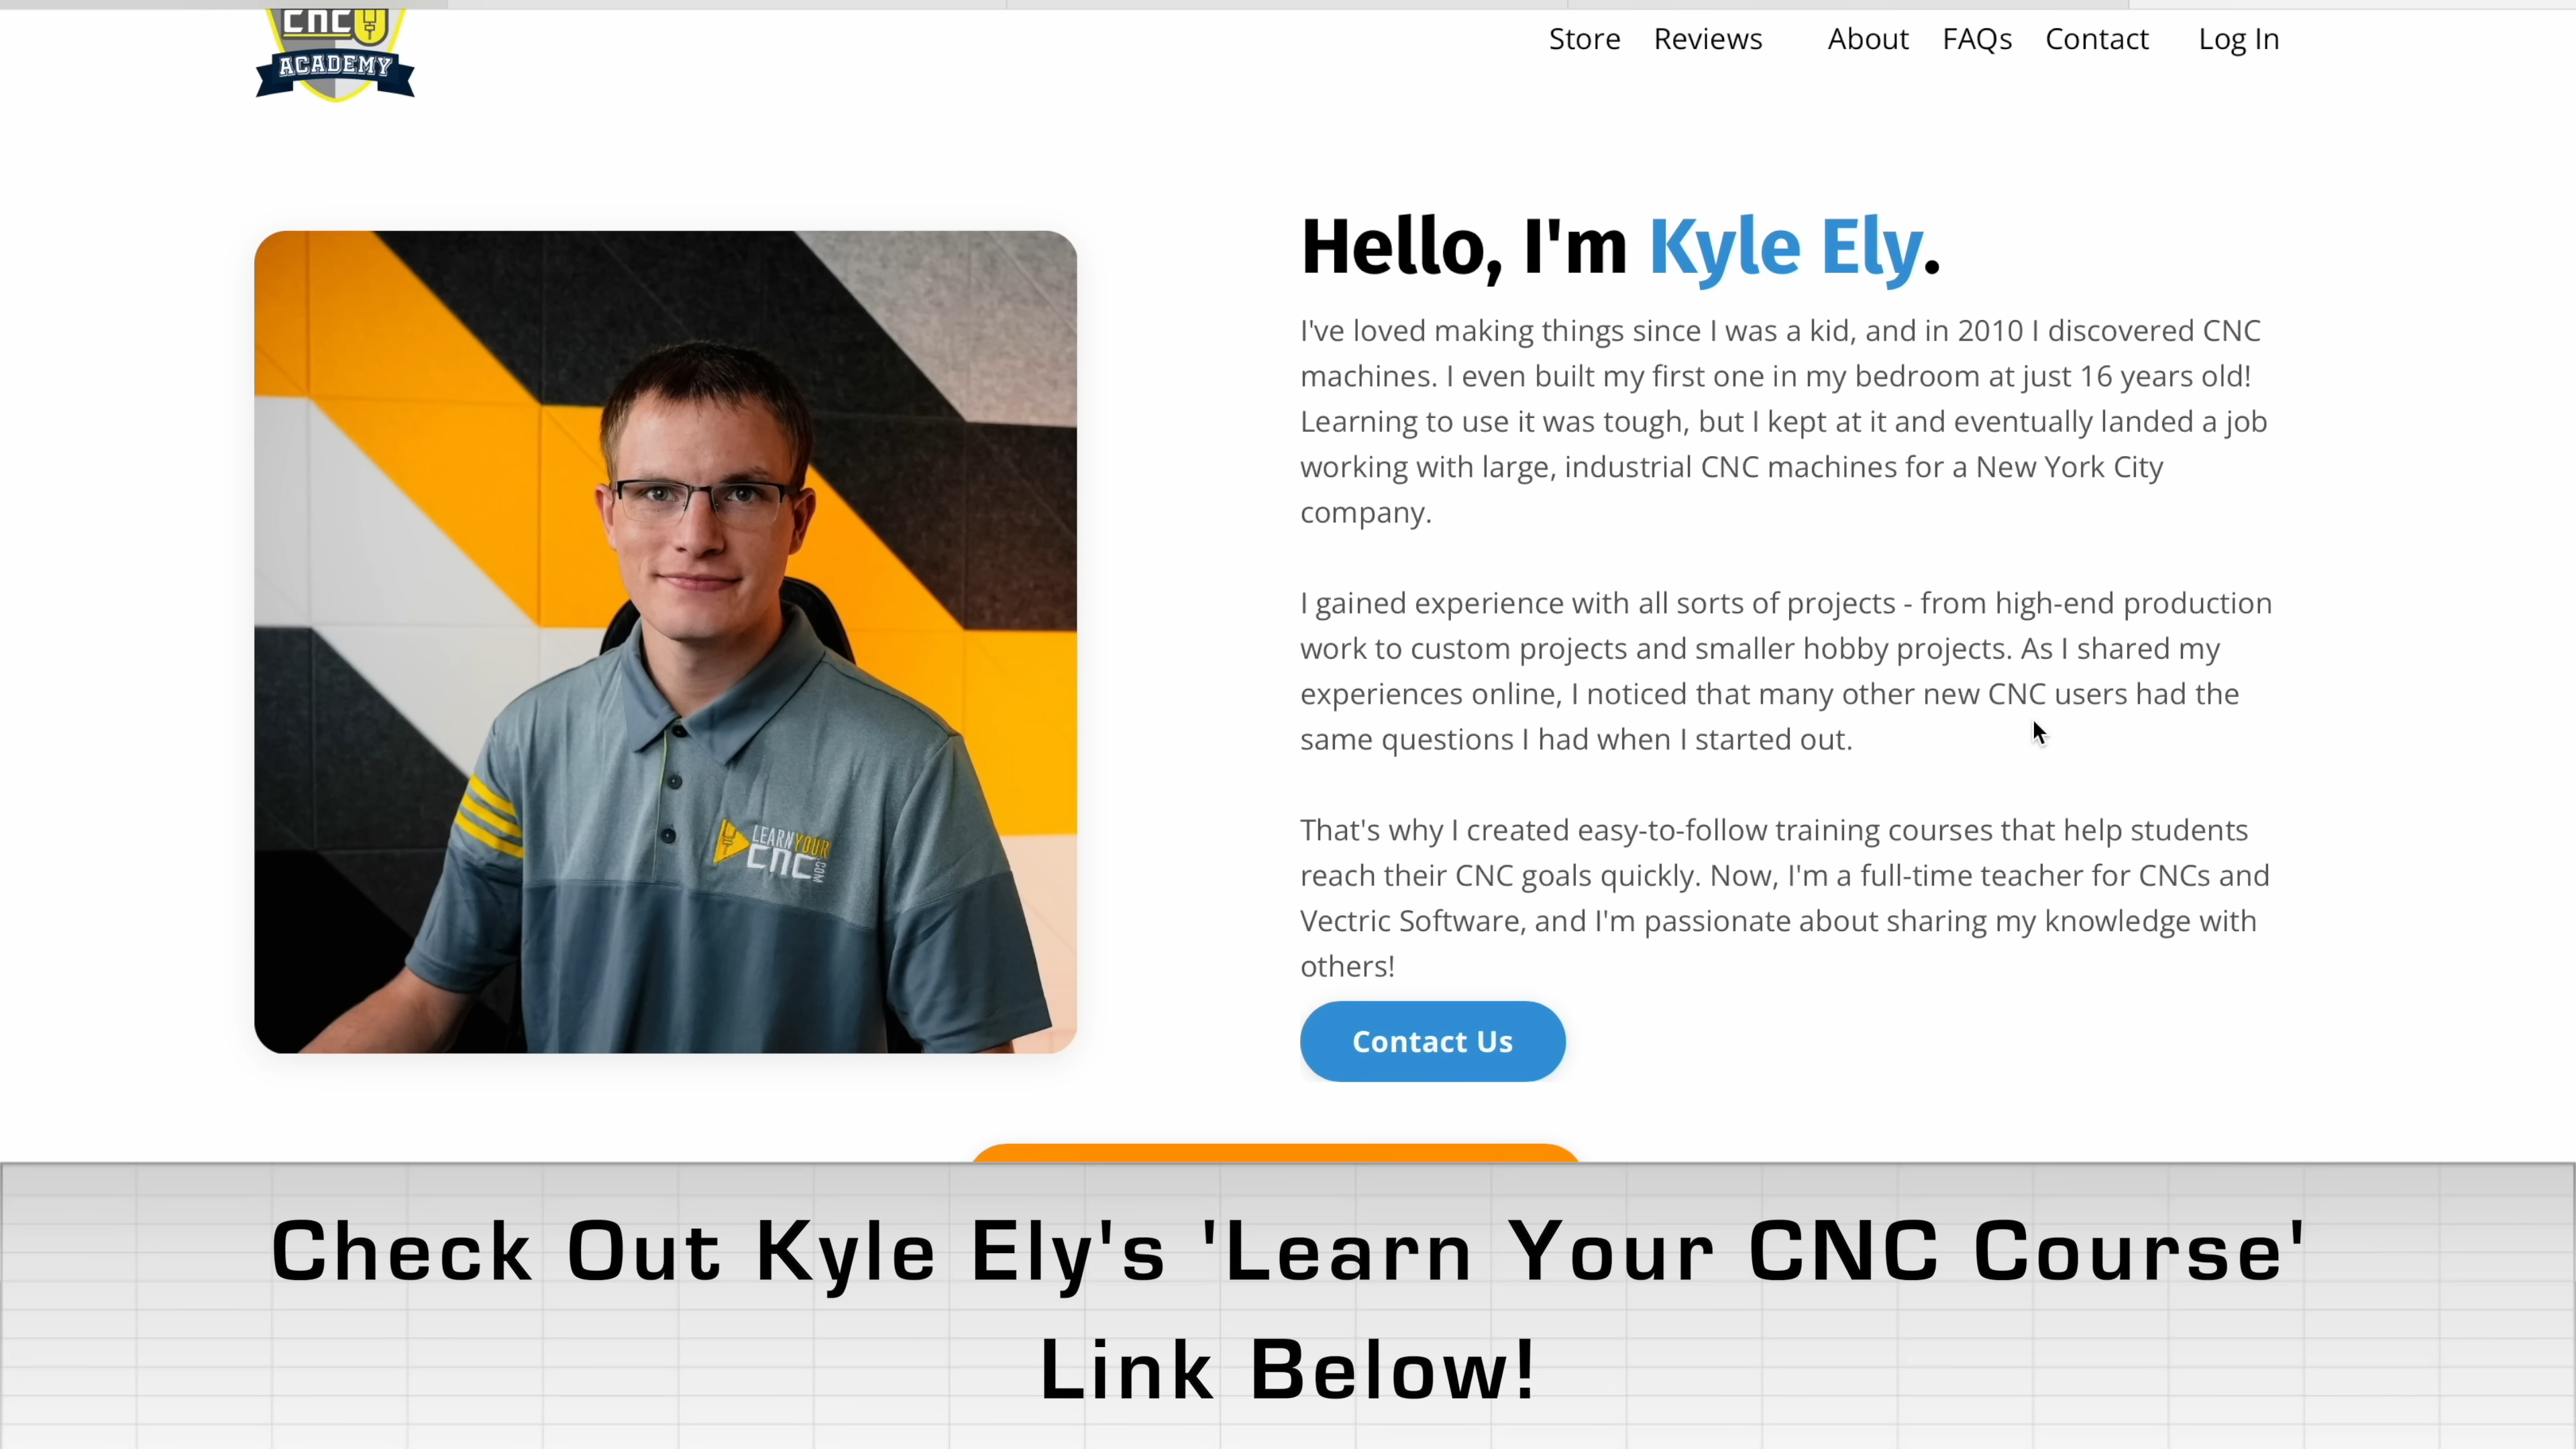 CNC
ACADEMY
Store Reviews About FAQs Contact Log In
Hello, I'm Kyle Ely.
I've loved making things since I was a kid, and in 2010 I discovered CNC
machines. I even built my first one in my bedroom at just 16 years old!
Learning to use it was tough, but I kept at it and eventually landed a job
working with large, industrial CNC machines for a New York City
company.
I gained experience with all sorts of projects - from high-end production
work to custom projects and smaller hobby projects. As I shared my
experiences online, I noticed that many other new CNC users had the
same questions I had when I started out.
That's why I created easy-to-follow training courses that help students
reach their CNC goals quickly. Now, I'm a full-time teacher for CNCs and
Vectric Software, and I'm passionate about sharing my knowledge with
others!
LEARNYOUR
CNC
.COM
Contact Us
Check Out Kyle Ely's 'Learn Your CNC Course'
Link Below!